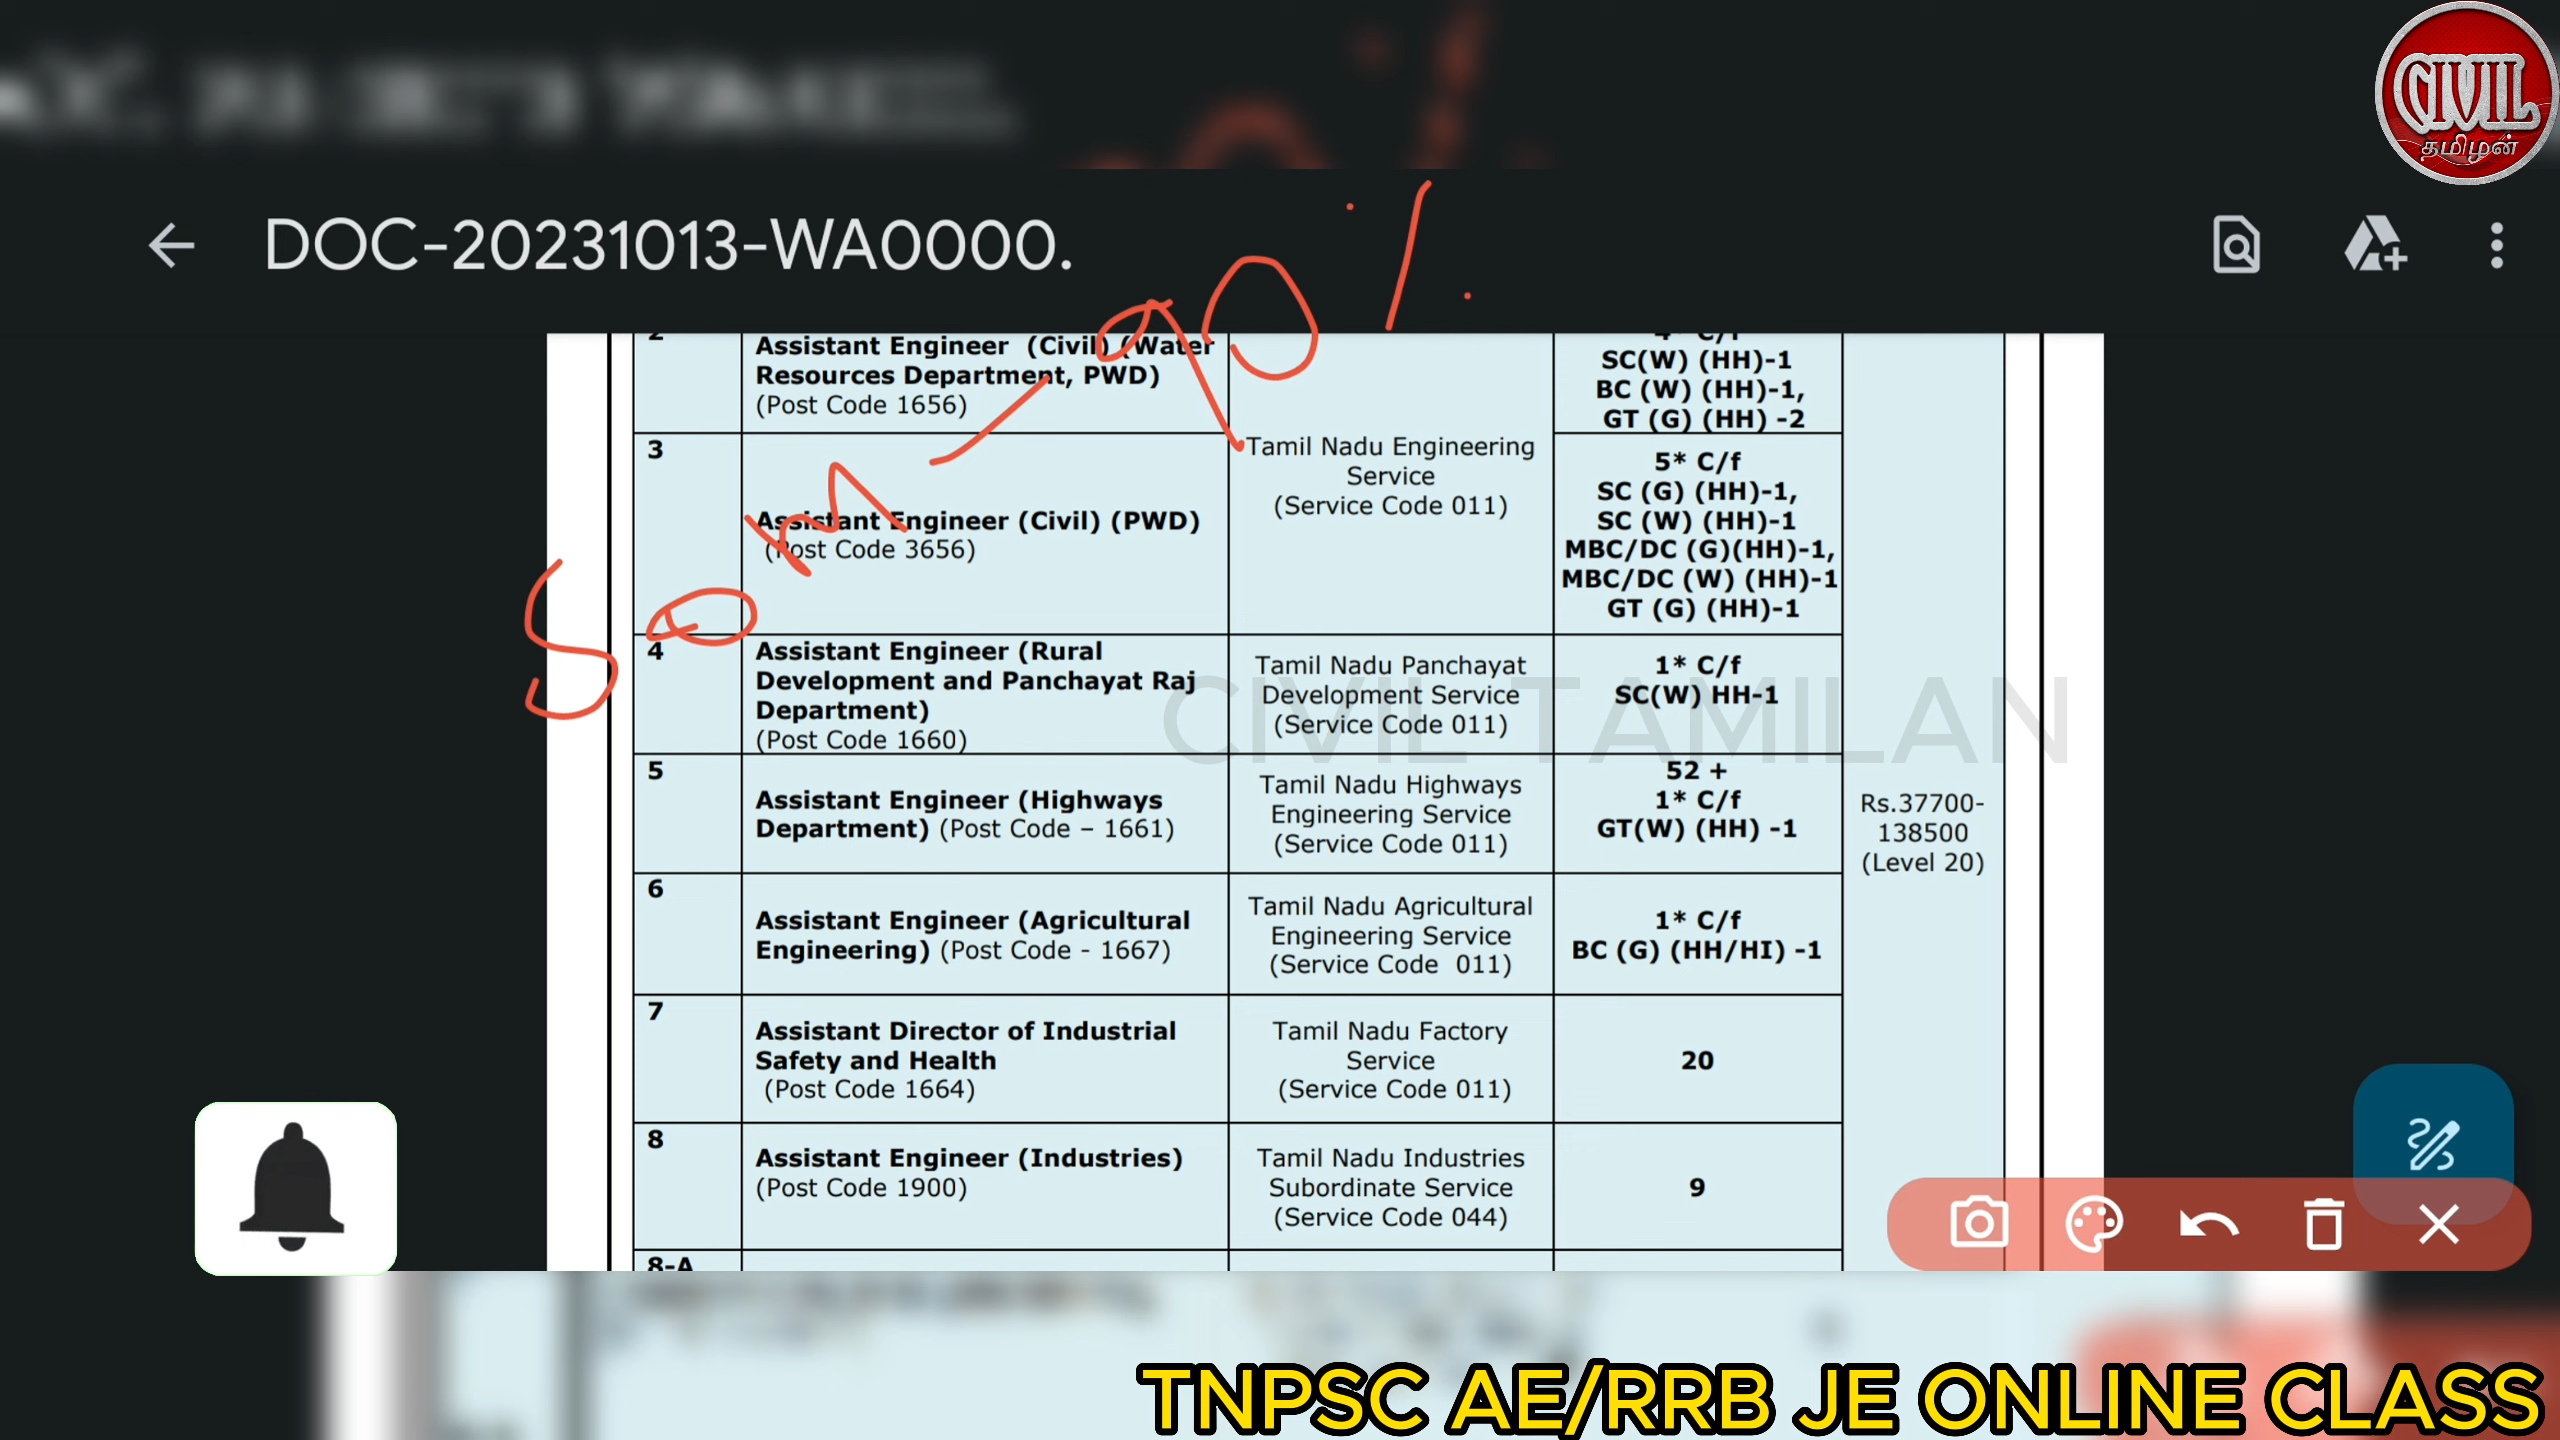 CIVIL
தமிழன்
DOC-20231013-WA0000.
Assistant Engineer (Civil) (Water
Resources Department, PWD)
(Post Code 1656)
SC(W) (HH)-1
BC (W) (HH)-1,
GT (G) (HH) -2
3
Assistant Engineer (Civil) (PWD)
(Post Code 3656)
Tamil Nadu Engineering
Service
(Service Code 011)
5* C/f
SC (G) (HH)-1,
SC (W) (HH)-1
MBC/DC (G)(HH)-1,
MBC/DC (W) (HH)-1
GT (G) (HH)-1
4
Assistant Engineer (Rural
Development and Panchayat Raj
Department)
(Post Code 1660)
Tamil Nadu Panchayat
Development Service
(Service Code 011)
1* C/f
SC(W) HH-1
CIVIL TAMILAN
5
Assistant Engineer (Highways
Department) (Post Code – 1661)
Tamil Nadu Highways
Engineering Service
(Service Code 011)
52 +
1* C/f
GT(W) (HH) -1
Rs.37700-
138500
(Level 20)
6
Assistant Engineer (Agricultural
Engineering) (Post Code - 1667)
Tamil Nadu Agricultural
Engineering Service
(Service Code 011)
1* C/f
BC (G) (HH/HI) -1
7
Assistant Director of Industrial
Safety and Health
(Post Code 1664)
Tamil Nadu Factory
Service
(Service Code 011)
20
8
Assistant Engineer (Industries)
(Post Code 1900)
Tamil Nadu Industries
Subordinate Service
(Service Code 044)
9
8-A
TNPSC AE/RRB JE ONLINE CLASS